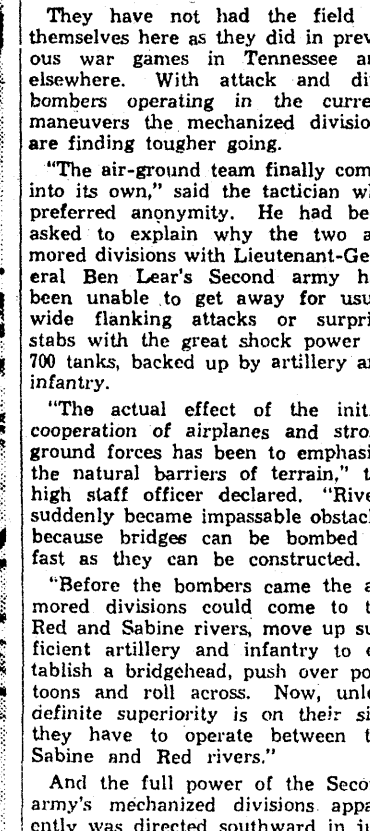 They have not had the field
themselves here as they did in prev
ous war games in Tennessee a
elsewhere. With attack and di
bombers operating in the curre
maneuvers the mechanized divisio
are finding tougher going.
"The air-ground team finally com
into its own," said the tactician w
preferred anonymity. He had be
asked to explain why the two a
mored divisions with Lieutenant-Ge
eral Ben Lear's Second army h
been unable to get away for usu
wide flanking attacks or surpri
stabs with the great shock power
700 tanks, backed up by artillery a
infantry.
"The actual effect of the init
cooperation of airplanes and stro
ground forces has been to emphasi
the natural barriers of terrain," t
high staff officer declared. "Rive
suddenly became impassable obstac
because bridges can be bombed
fast as they can be constructed.
"Before the bombers came the a
mored divisions could come to t
Red and Sabine rivers, move up su
ficient artillery and infantry to e
tablish a bridgehead, push over po
toons and roll across. Now, unle
definite superiority is on their si
they have to operate between t
Sabine and Red rivers."
And the full power of the Seco
army's mechanized divisions appa
ently was directed southward in